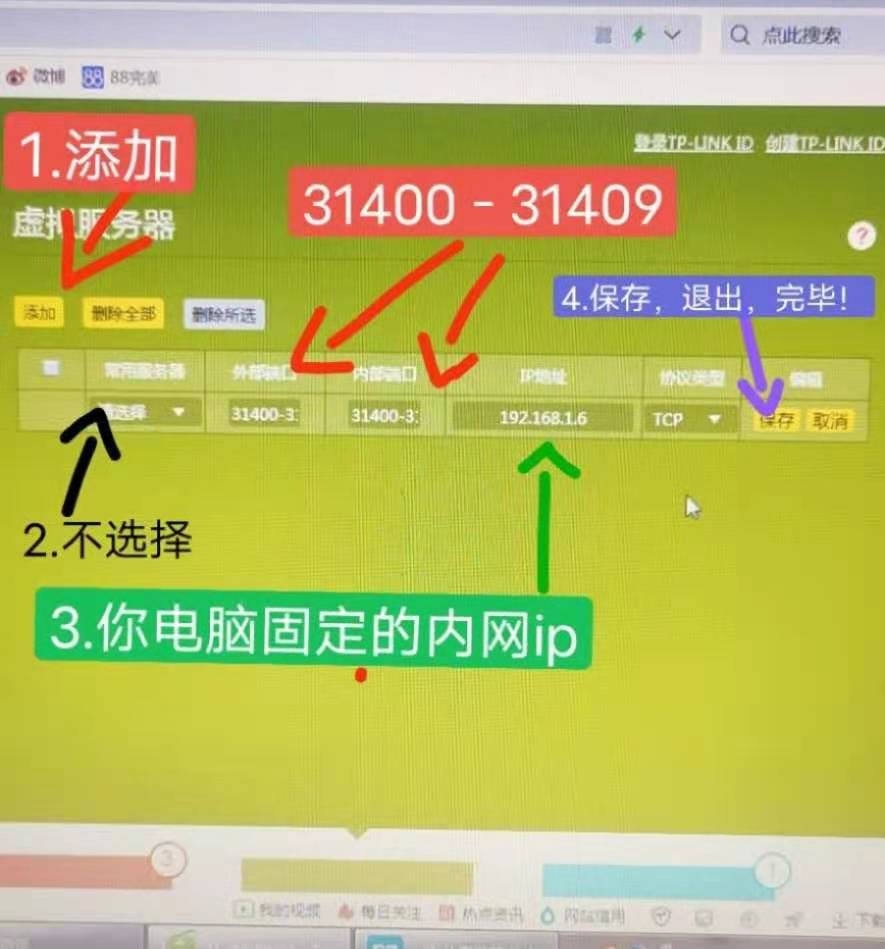 点此搜索
微博 88 88完美
1.添加
登录TP-LINK ID 创建TP-LINK ID
31400 - 31409
虚拟服务器
?
4.保存，退出，完毕!
添加 删除全部 删除所选
常用服务器 外部端口 内部端口 IP地址 协议类型 编辑
请选择 31400-3 31400-3 192.168.1.6 TCP 保存 取消
2.不选择
3.你电脑固定的内网ip
3 1
我的视频 每日关注 热点资讯 网站信用 下载